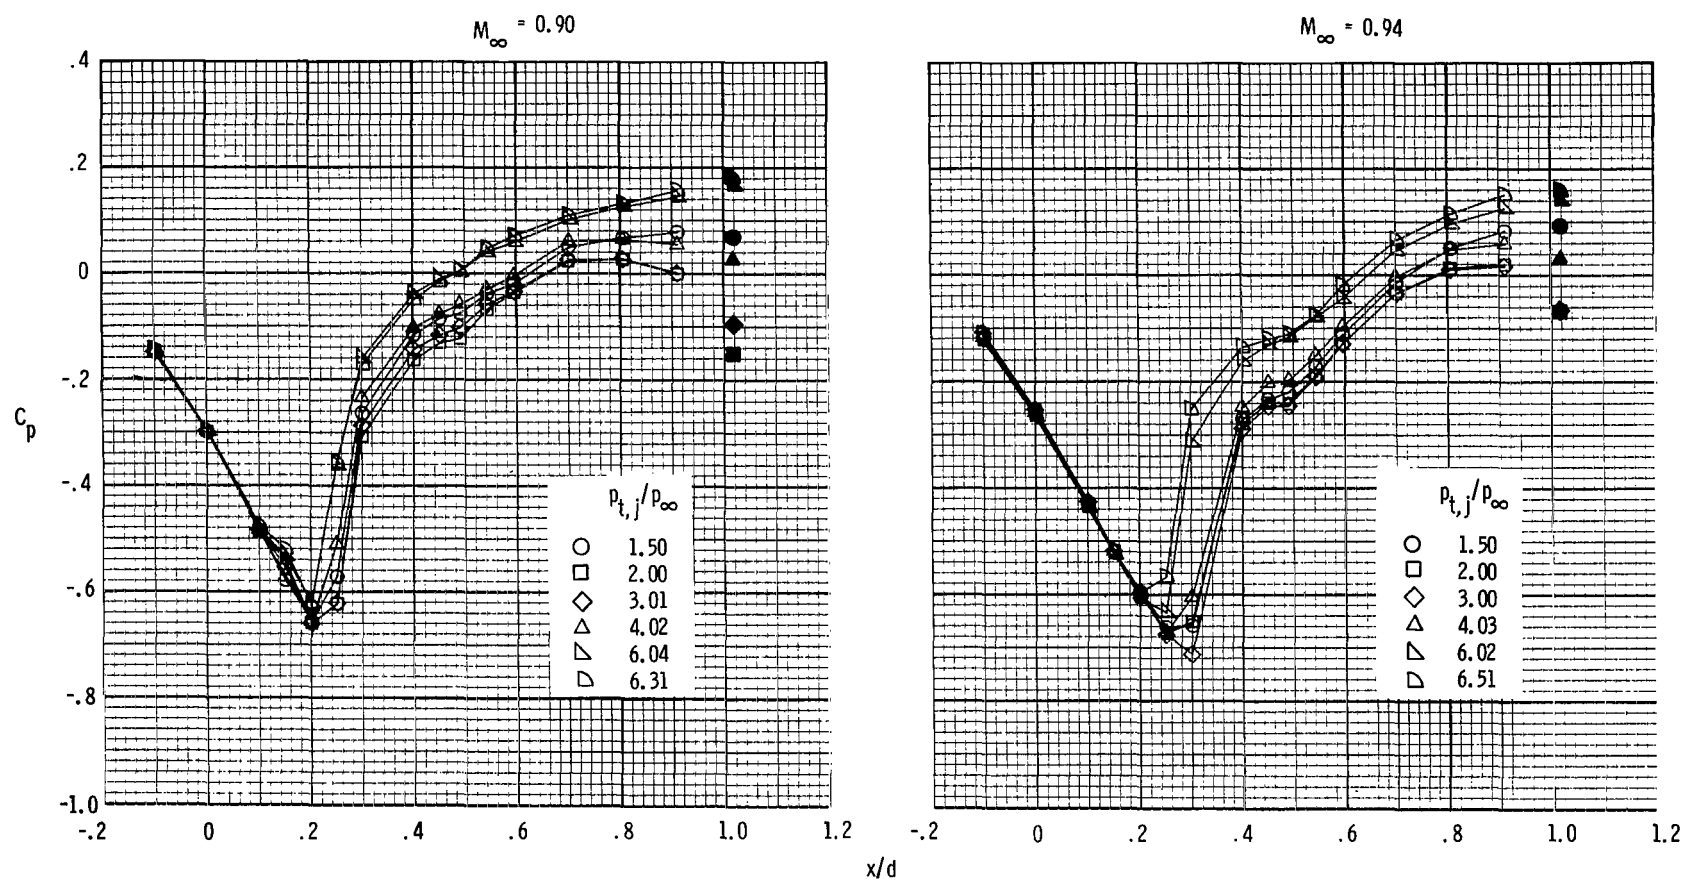 M∞ = 0.90
M∞ = 0.94
.4
.2
0
-.2
-.4
-.6
-.8
-1.0
Cp
pt,j/p∞
1.50
2.00
3.01
4.02
6.04
6.31
pt,j/p∞
1.50
2.00
3.00
4.03
6.02
6.51
-.2 0 .2 .4 .6 .8 1.0 1.2
-.2 0 .2 .4 .6 .8 1.0 1.2
x/d